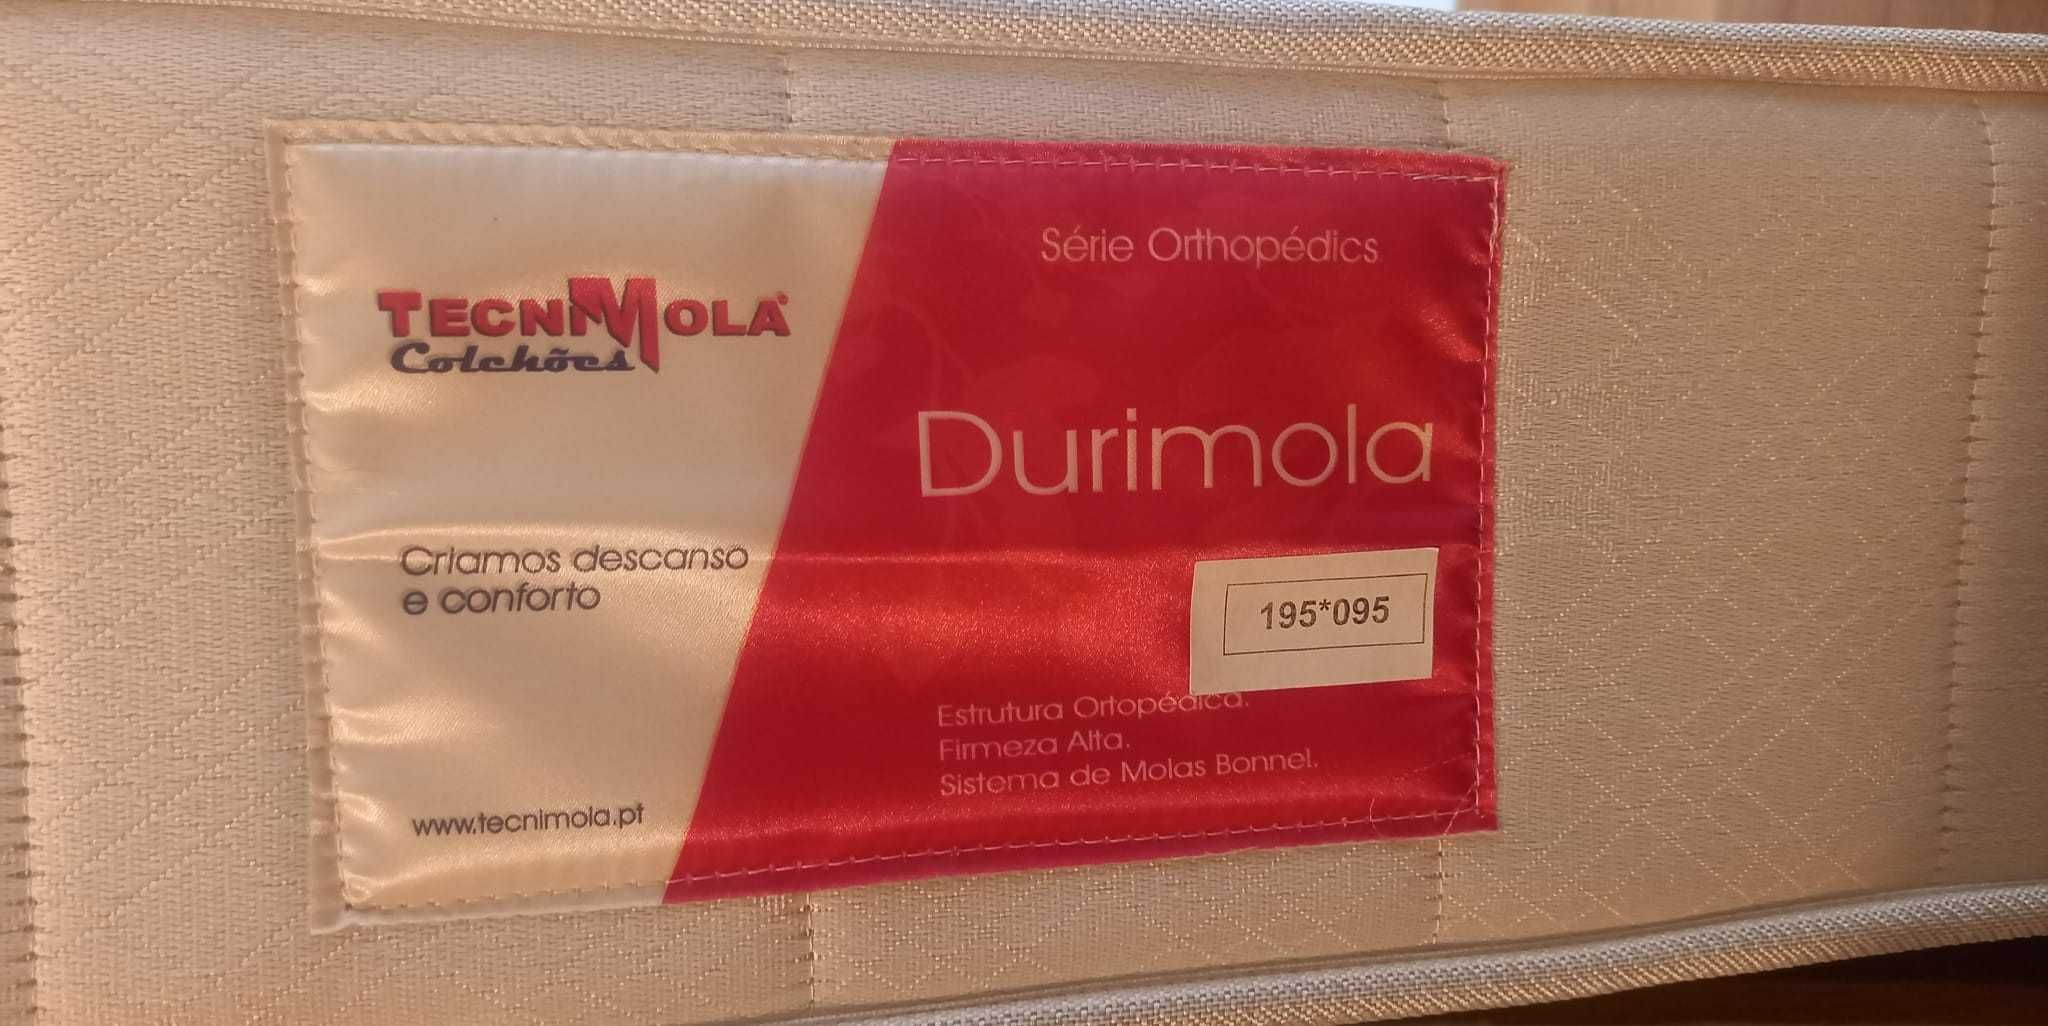 TECNIMOLA®
Colchões
Criamos descanso
e conforto
www.tecnimola.pt
Série Orthopédics
Durimola
195*095
Estrutura Ortopédica.
Firmeza Alta.
Sistema de Molas Bonnel.